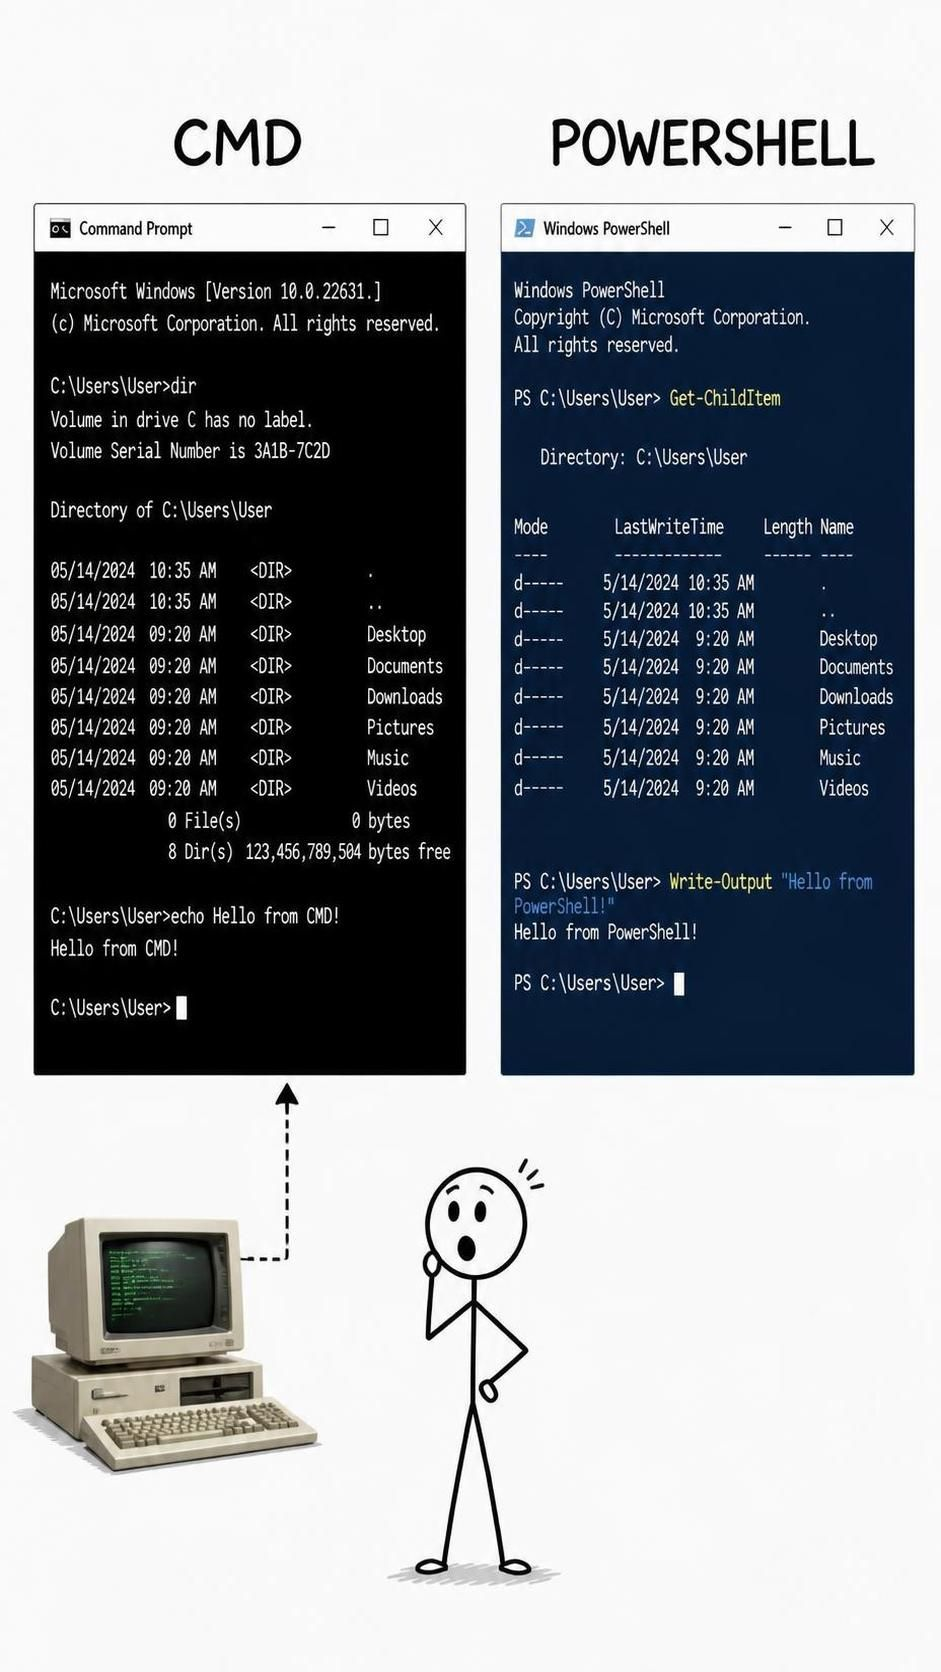 CMD
Command Prompt
Microsoft Windows [Version 10.0.22631.]
(c) Microsoft Corporation. All rights reserved.
C:\Users\User>dir
Volume in drive C has no label.
Volume Serial Number is 3A1B-7C2D
Directory of C:\Users\User
05/14/2024 10:35 AM <DIR> .
05/14/2024 10:35 AM <DIR> ..
05/14/2024 09:20 AM <DIR> Desktop
05/14/2024 09:20 AM <DIR> Documents
05/14/2024 09:20 AM <DIR> Downloads
05/14/2024 09:20 AM <DIR> Pictures
05/14/2024 09:20 AM <DIR> Music
05/14/2024 09:20 AM <DIR> Videos
0 File(s) 0 bytes
8 Dir(s) 123,456,789,504 bytes free
C:\Users\User>echo Hello from CMD!
Hello from CMD!
C:\Users\User>
POWERSHELL
Windows PowerShell
Windows PowerShell
Copyright (C) Microsoft Corporation.
All rights reserved.
PS C:\Users\User> Get-ChildItem
Directory: C:\Users\User
Mode LastWriteTime Length Name
---- ------------- ------ ----
d----- 5/14/2024 10:35 AM .
d----- 5/14/2024 10:35 AM ..
d----- 5/14/2024 9:20 AM Desktop
d----- 5/14/2024 9:20 AM Documents
d----- 5/14/2024 9:20 AM Downloads
d----- 5/14/2024 9:20 AM Pictures
d----- 5/14/2024 9:20 AM Music
d----- 5/14/2024 9:20 AM Videos
PS C:\Users\User> Write-Output "Hello from
PowerShell!"
Hello from PowerShell!
PS C:\Users\User>